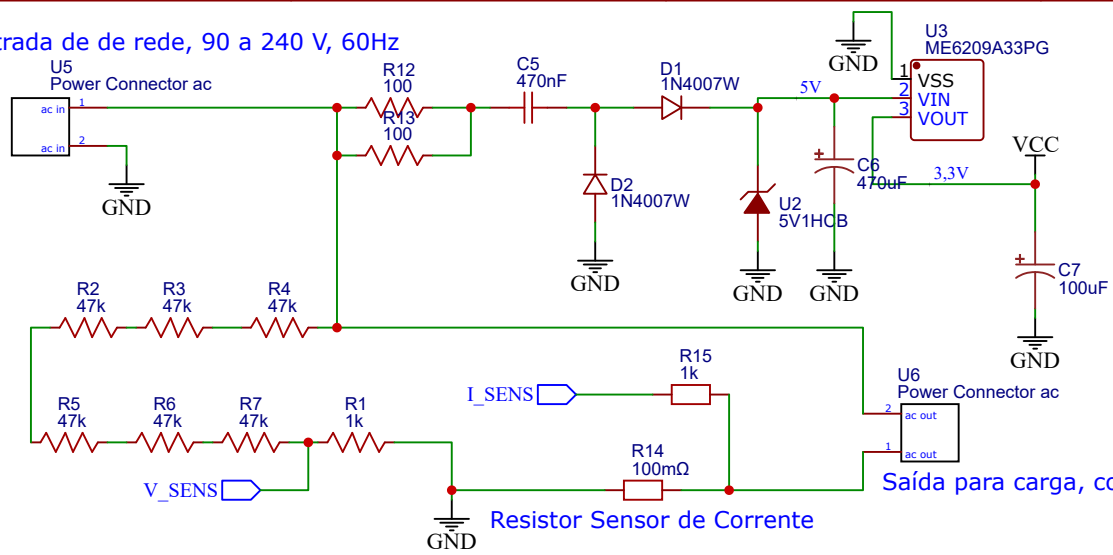 trada de de rede, 90 a 240 V, 60Hz
U5
Power Connector ac
ac in
1
ac in
2
GND
R12
100
R13
100
C5
470nF
D1
1N4007W
D2
1N4007W
GND
5V
GND
U3
ME6209A33PG
1
VSS
2
VIN
3
VOUT
U2
5V1HCB
GND
C6
470uF
GND
3,3V
VCC
C7
100uF
GND
R2
47k
R3
47k
R4
47k
R5
47k
R6
47k
R7
47k
R1
1k
V_SENS
I_SENS
R15
1k
R14
100mΩ
GND
Resistor Sensor de Corrente
U6
Power Connector ac
2
ac out
1
ac out
Saída para carga, co